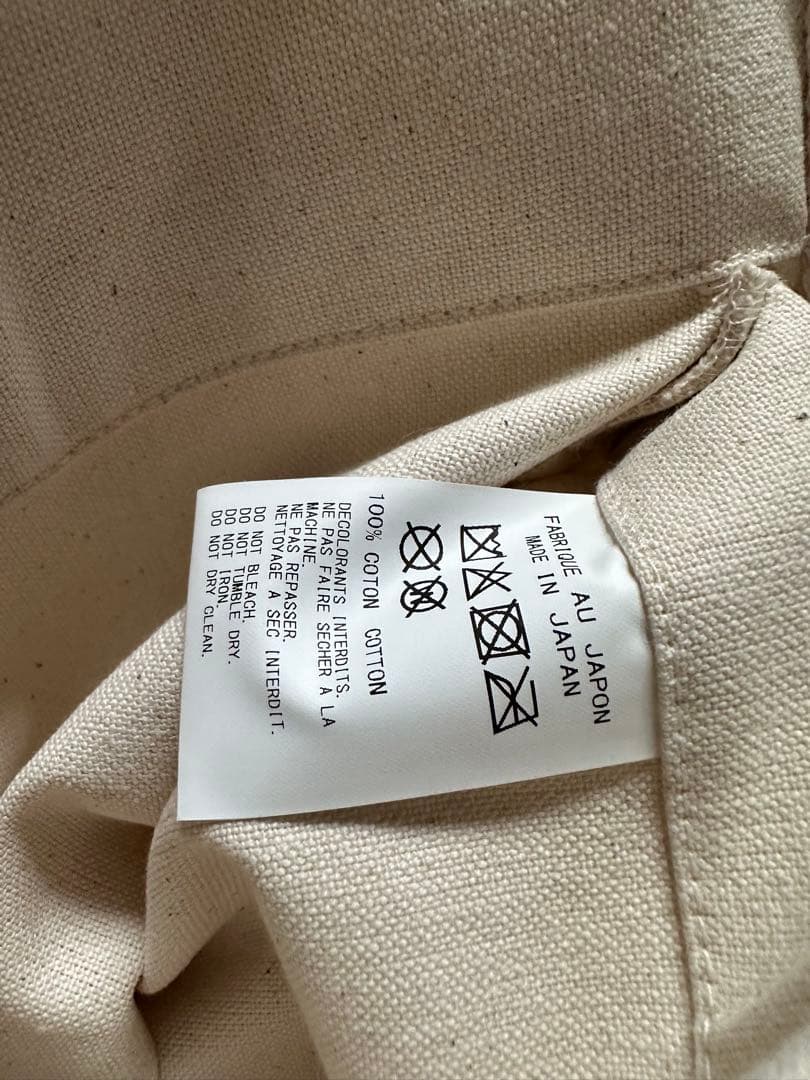 FABRIQUE AU JAPON
MADE IN JAPAN
100% COTON COTTON
DECOLORANTS INTERDITS.
NE PAS FAIRE SECHER A LA
MACHINE.
NE PAS REPASSER.
NETTOYAGE A SEC INTERDIT.
DO NOT BLEACH.
DO NOT TUMBLE DRY.
DO NOT IRON.
DO NOT DRY CLEAN.